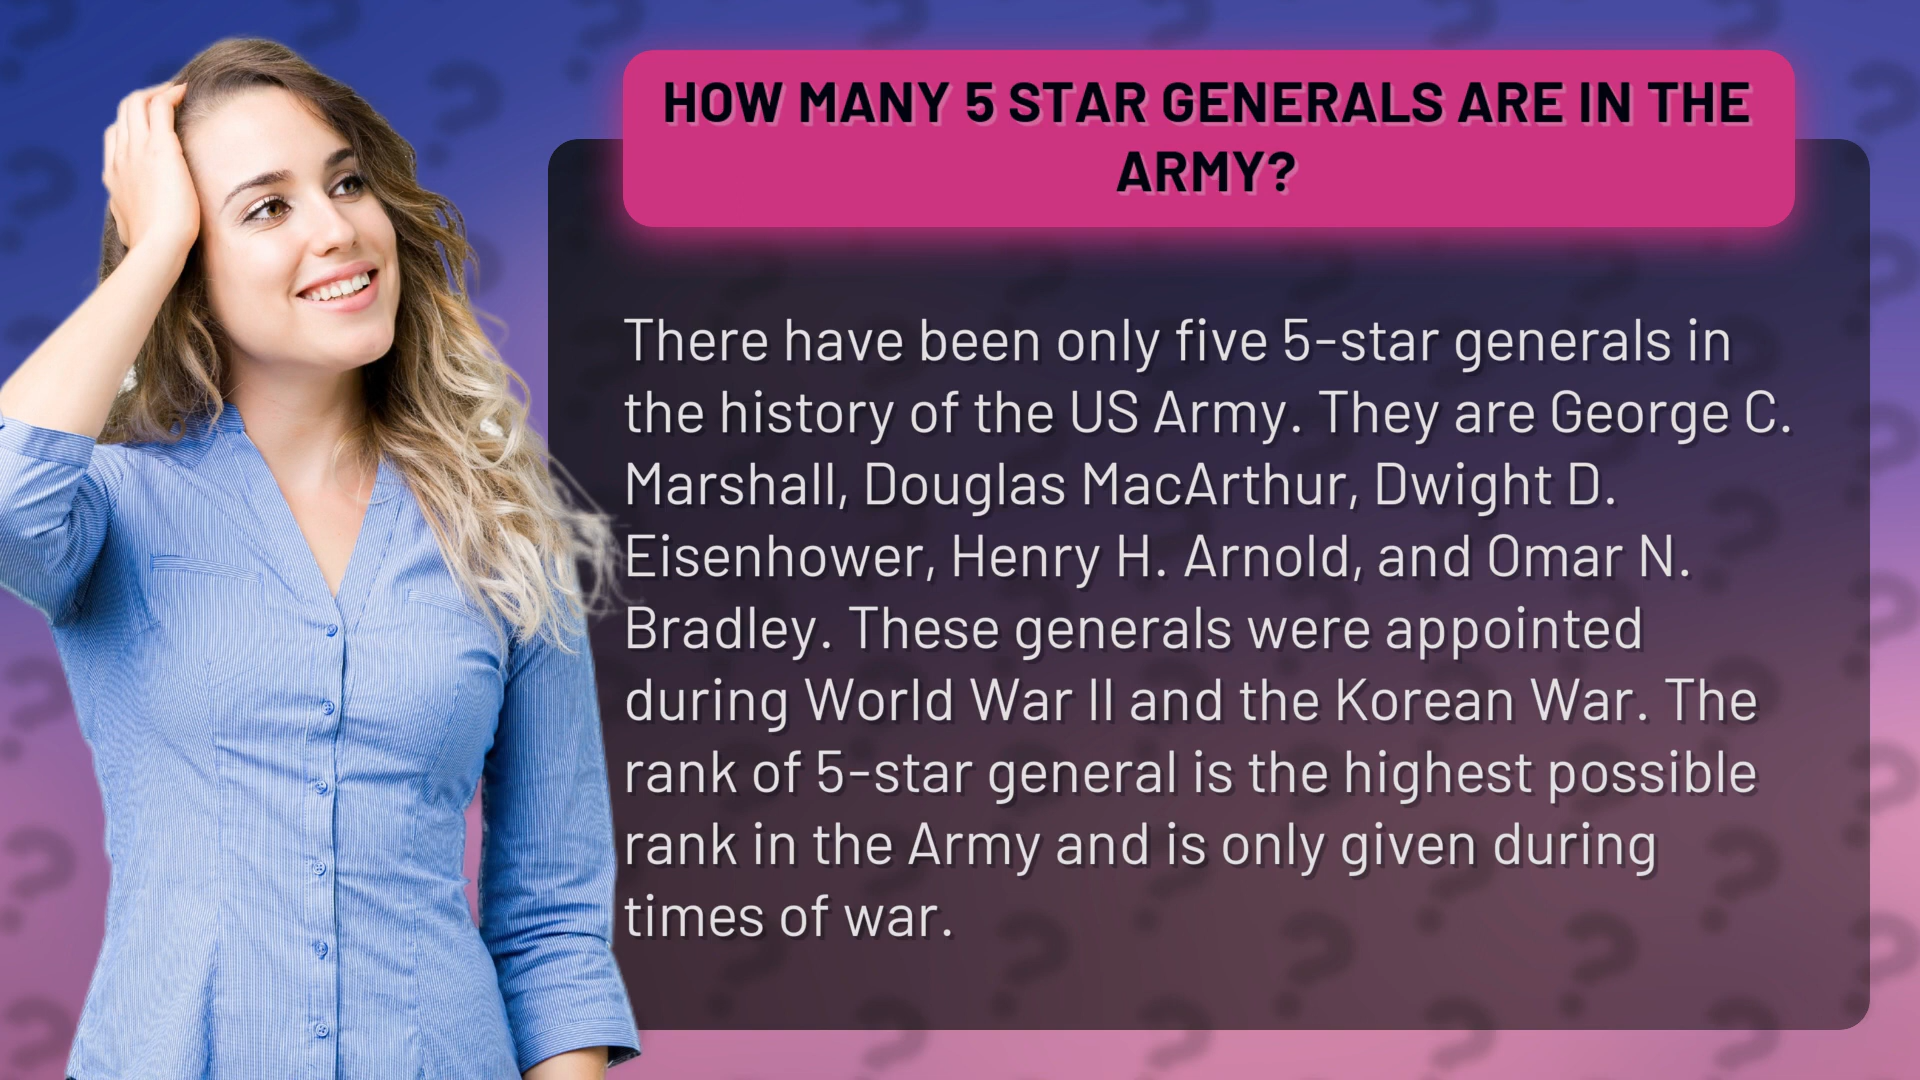 HOW MANY 5 STAR GENERALS ARE IN THE
ARMY?
There have been only five 5-star generals in
the history of the US Army. They are George C.
Marshall, Douglas MacArthur, Dwight D.
Eisenhower, Henry H. Arnold, and Omar N.
Bradley. These generals were appointed
during World War II and the Korean War. The
rank of 5-star general is the highest possible
rank in the Army and is only given during
times of war.